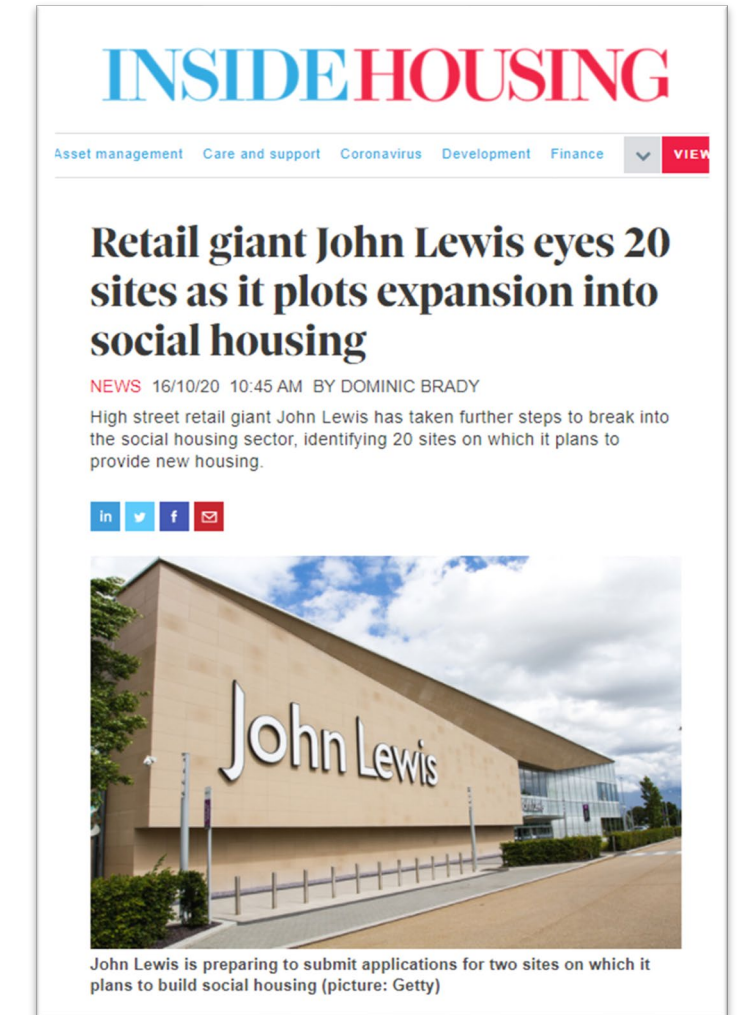 INSIDEHOUSING
Asset management Care and support Coronavirus Development Finance
Retail giant John Lewis eyes 20
sites as it plots expansion into
social housing
NEWS 16/10/20 10:45 AM BY DOMINIC BRADY
High street retail giant John Lewis has taken further steps to break into
the social housing sector, identifying 20 sites on which it plans to
provide new housing.
in f
John Lewis
John Lewis is preparing to submit applications for two sites on which it
plans to build social housing (picture: Getty)